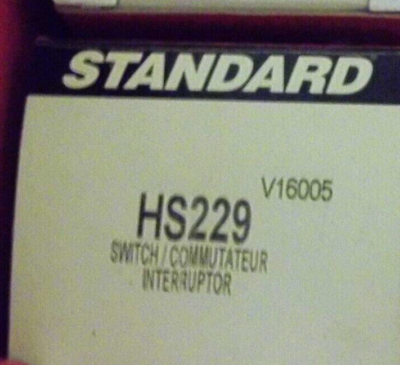 STANDARD
V16005
HS229
SWITCH / COMMUTATEUR
INTERRUPTOR